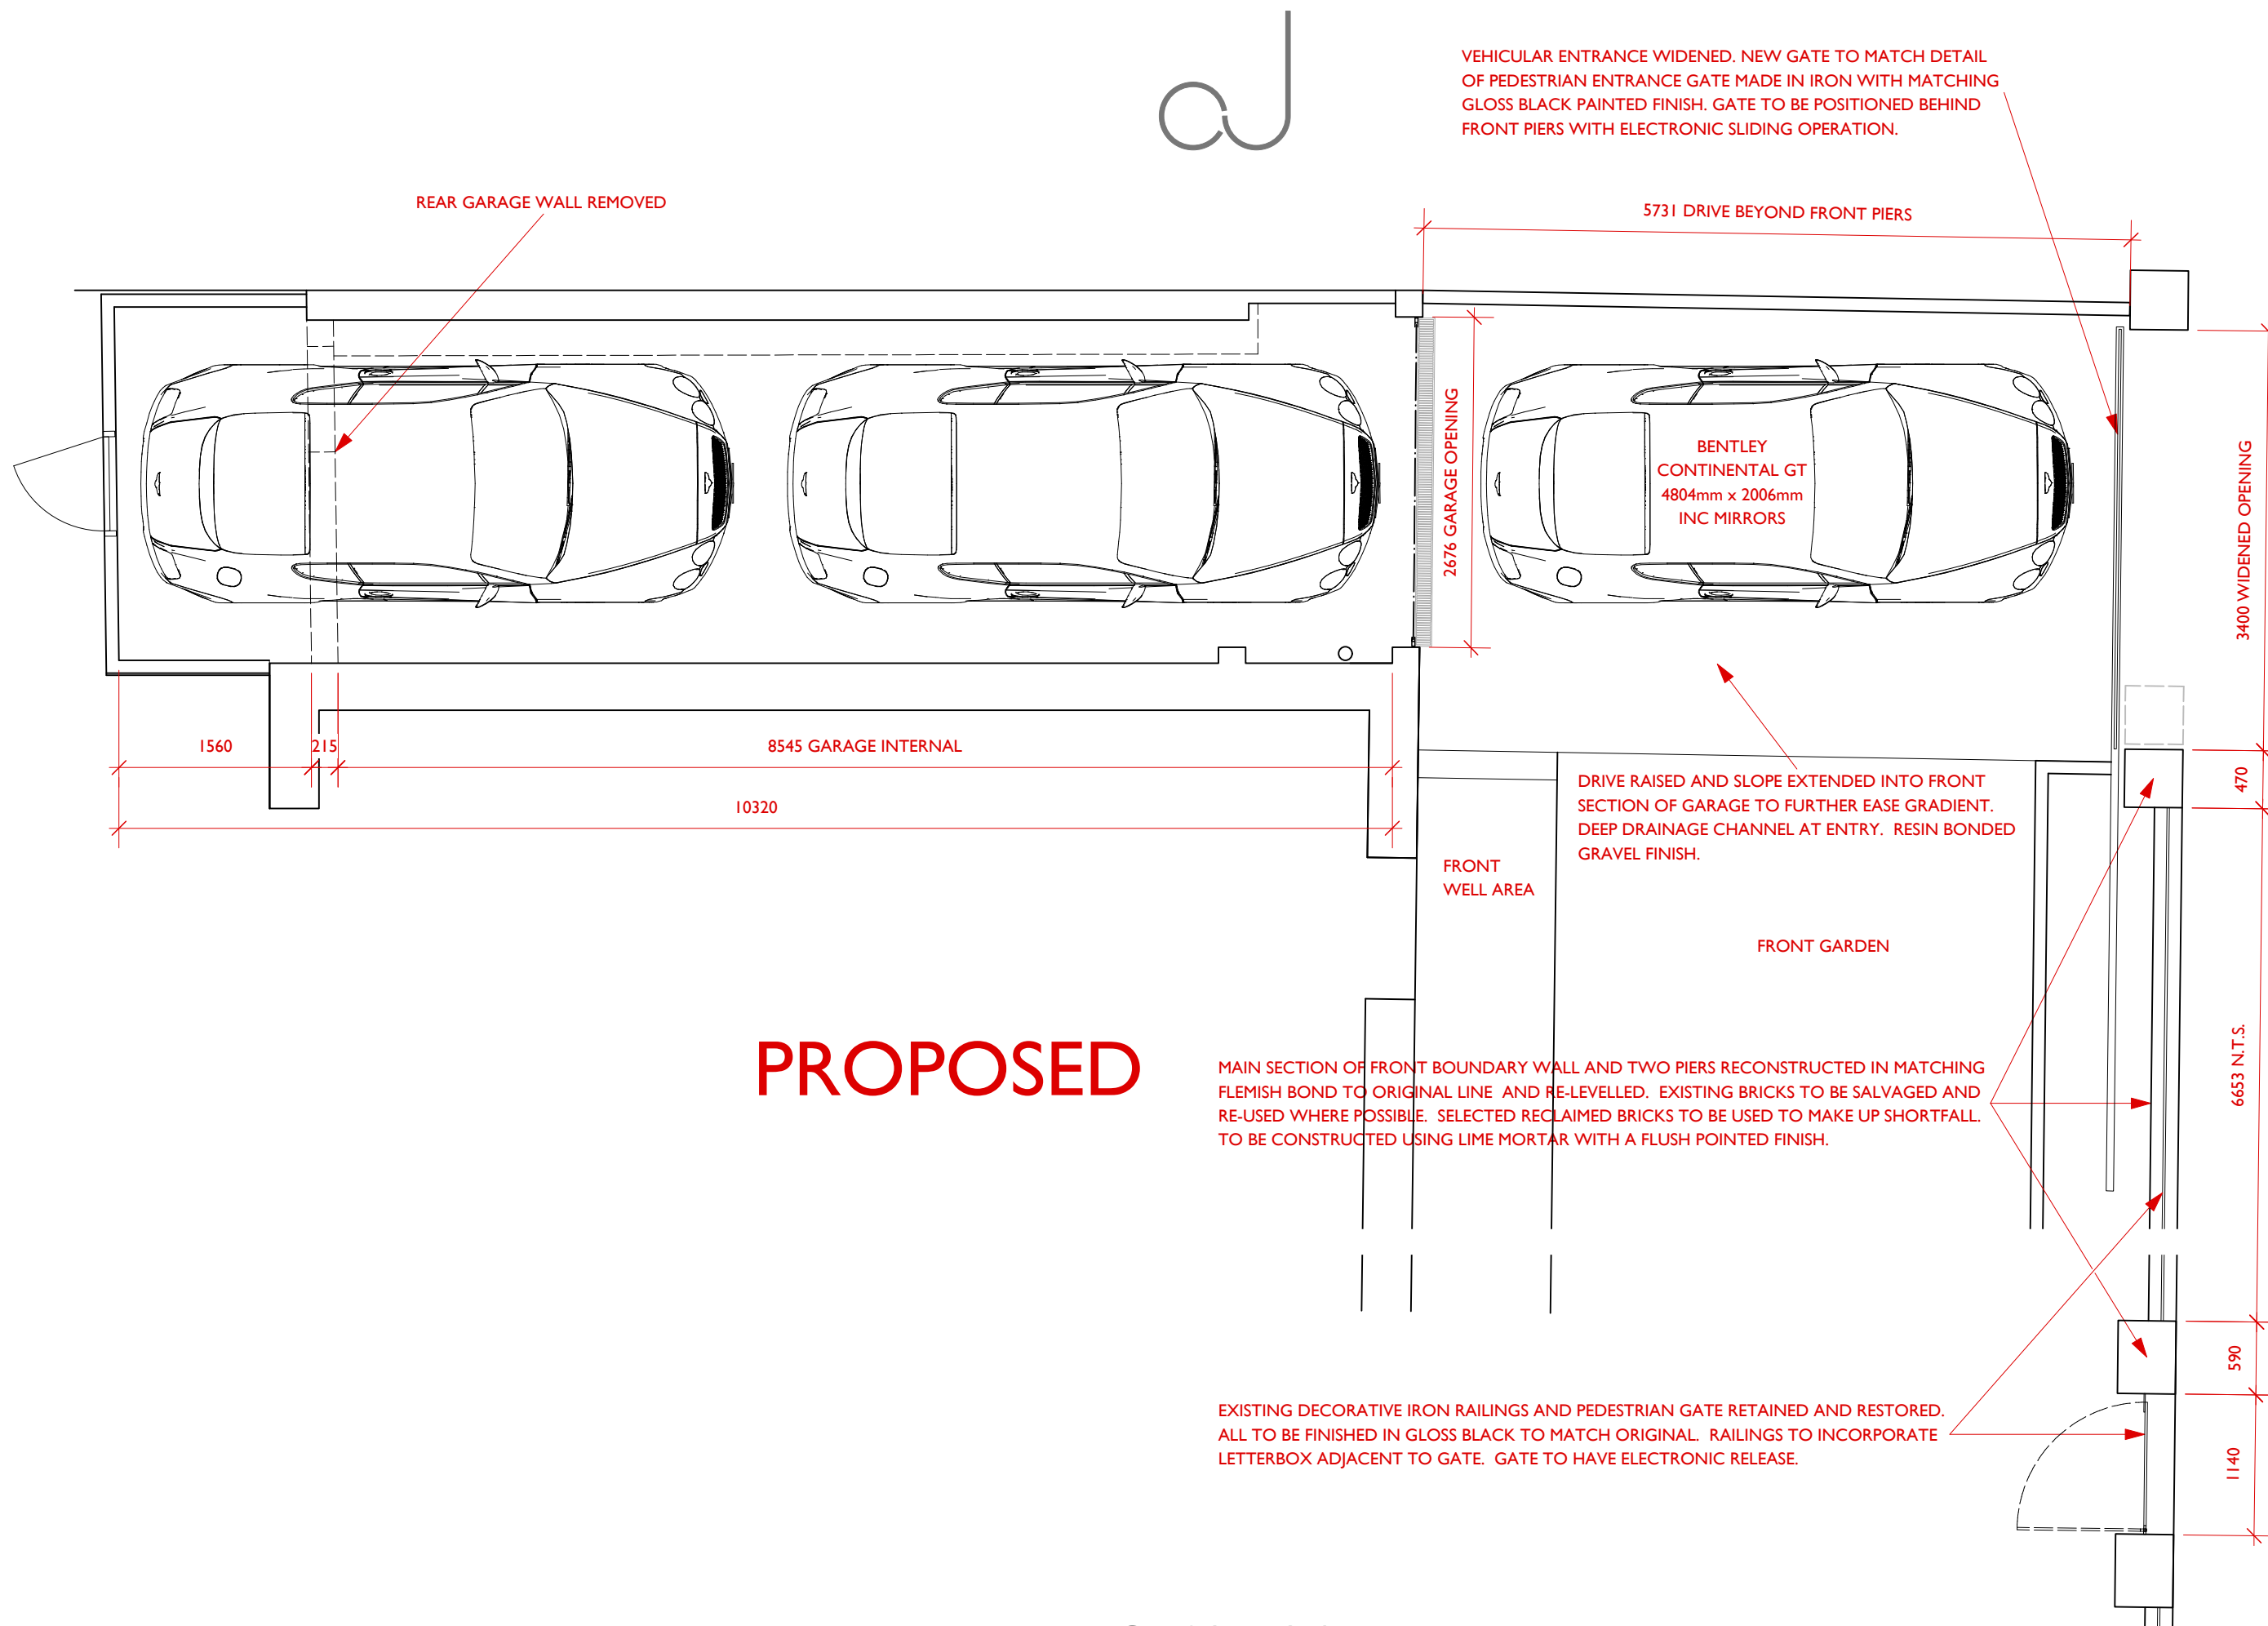 VEHICULAR ENTRANCE WIDENED. NEW GATE TO MATCH DETAIL
OF PEDESTRIAN ENTRANCE GATE MADE IN IRON WITH MATCHING
GLOSS BLACK PAINTED FINISH. GATE TO BE POSITIONED BEHIND
FRONT PIERS WITH ELECTRONIC SLIDING OPERATION.
REAR GARAGE WALL REMOVED
5731 DRIVE BEYOND FRONT PIERS
2676 GARAGE OPENING
BENTLEY
CONTINENTAL GT
4804mm x 2006mm
INC MIRRORS
3400 WIDENED OPENING
1560
215
8545 GARAGE INTERNAL
10320
470
DRIVE RAISED AND SLOPE EXTENDED INTO FRONT
SECTION OF GARAGE TO FURTHER EASE GRADIENT.
DEEP DRAINAGE CHANNEL AT ENTRY. RESIN BONDED
GRAVEL FINISH.
FRONT
WELL AREA
FRONT GARDEN
PROPOSED
MAIN SECTION OF FRONT BOUNDARY WALL AND TWO PIERS RECONSTRUCTED IN MATCHING
FLEMISH BOND TO ORIGINAL LINE AND RE-LEVELLED. EXISTING BRICKS TO BE SALVAGED AND
RE-USED WHERE POSSIBLE. SELECTED RECLAIMED BRICKS TO BE USED TO MAKE UP SHORTFALL.
TO BE CONSTRUCTED USING LIME MORTAR WITH A FLUSH POINTED FINISH.
6653 N.T.S.
590
EXISTING DECORATIVE IRON RAILINGS AND PEDESTRIAN GATE RETAINED AND RESTORED.
ALL TO BE FINISHED IN GLOSS BLACK TO MATCH ORIGINAL. RAILINGS TO INCORPORATE
LETTERBOX ADJACENT TO GATE. GATE TO HAVE ELECTRONIC RELEASE.
1140